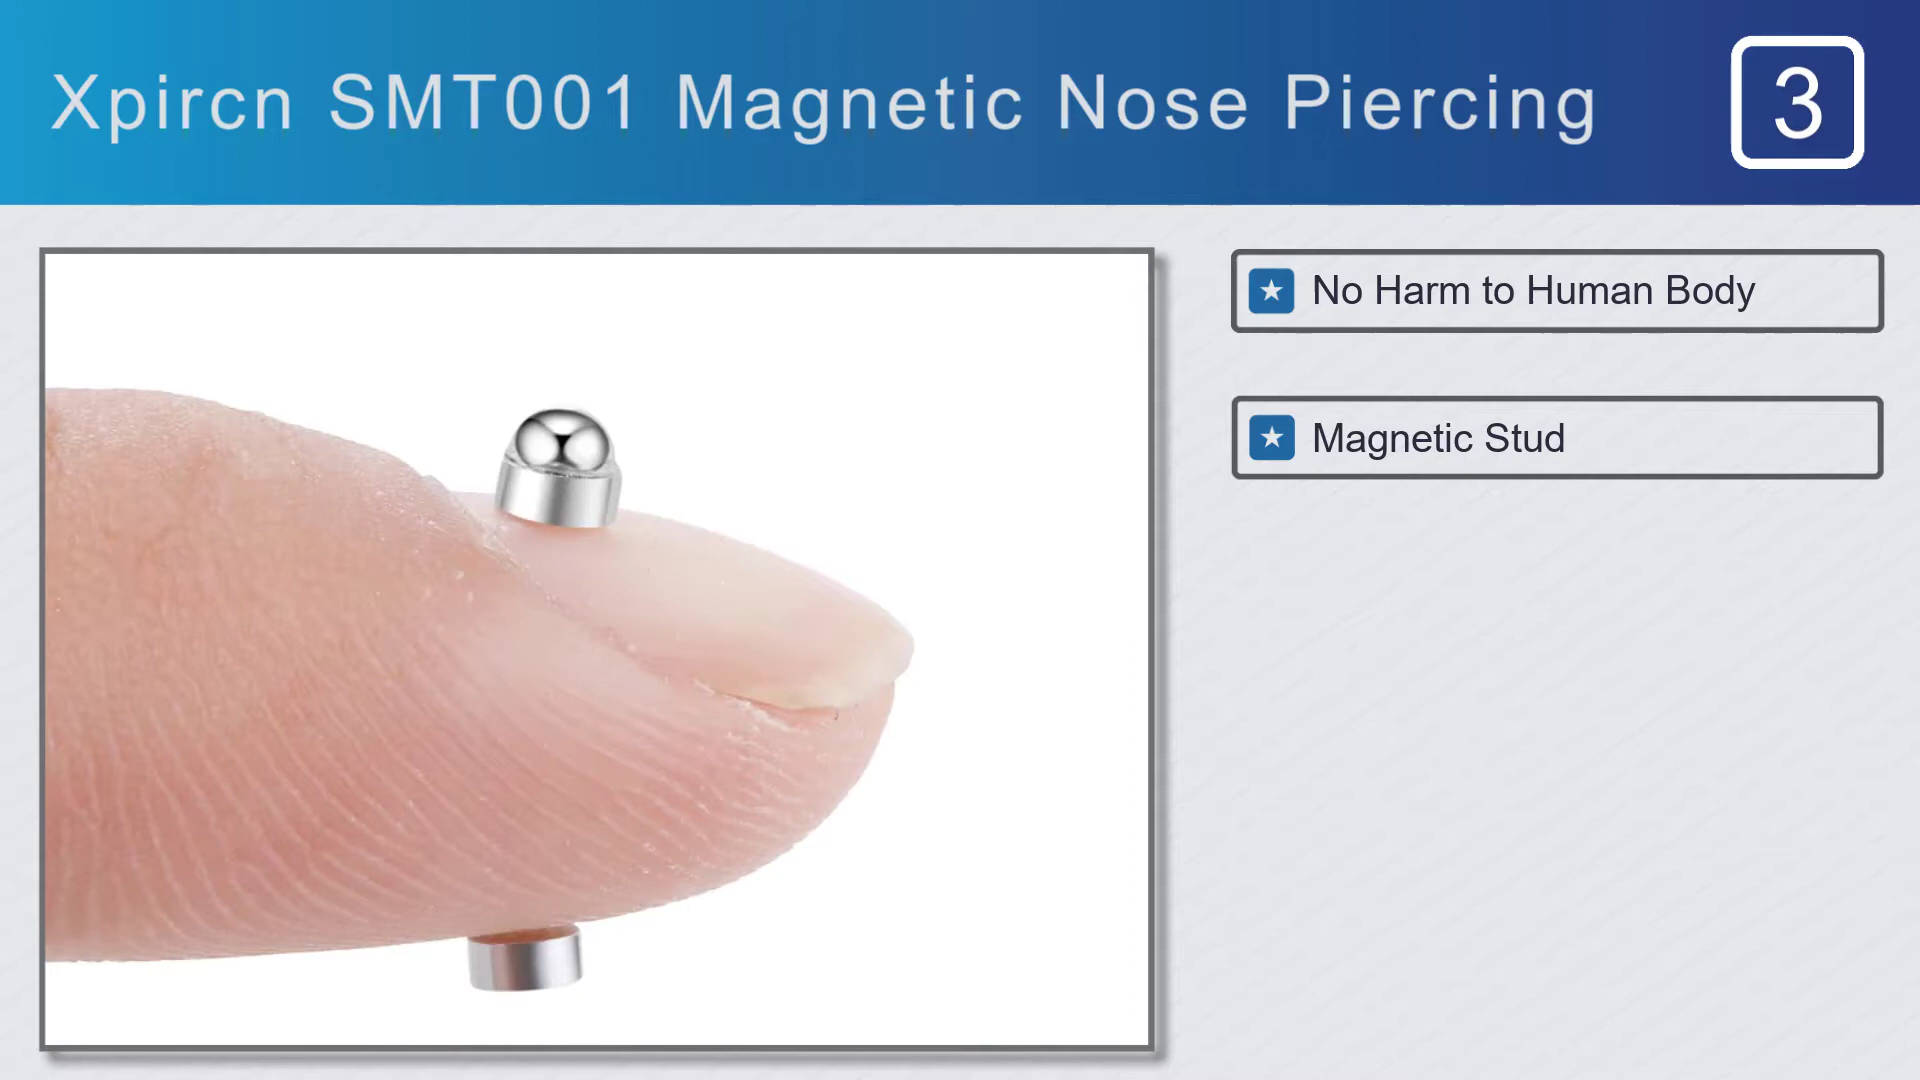 Xpircn SMT001 Magnetic Nose Piercing
3
No Harm to Human Body
Magnetic Stud